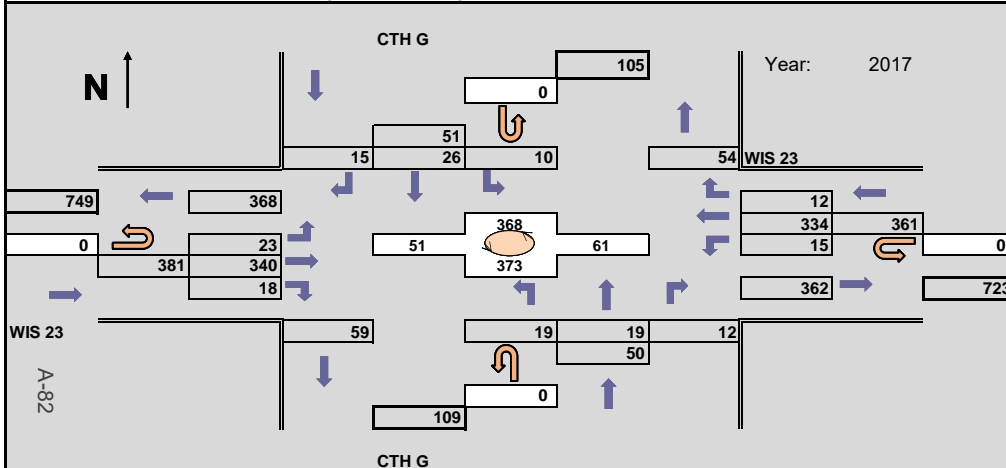 CTH G
105
Year: 2017
N
0
51
15 26 10
54 WIS 23
749 368
12
368
334 361
0 23
51 61
15 0
381 340
373
18
362 723
WIS 23
59
19 19 12
50
A-82
0
109
CTH G